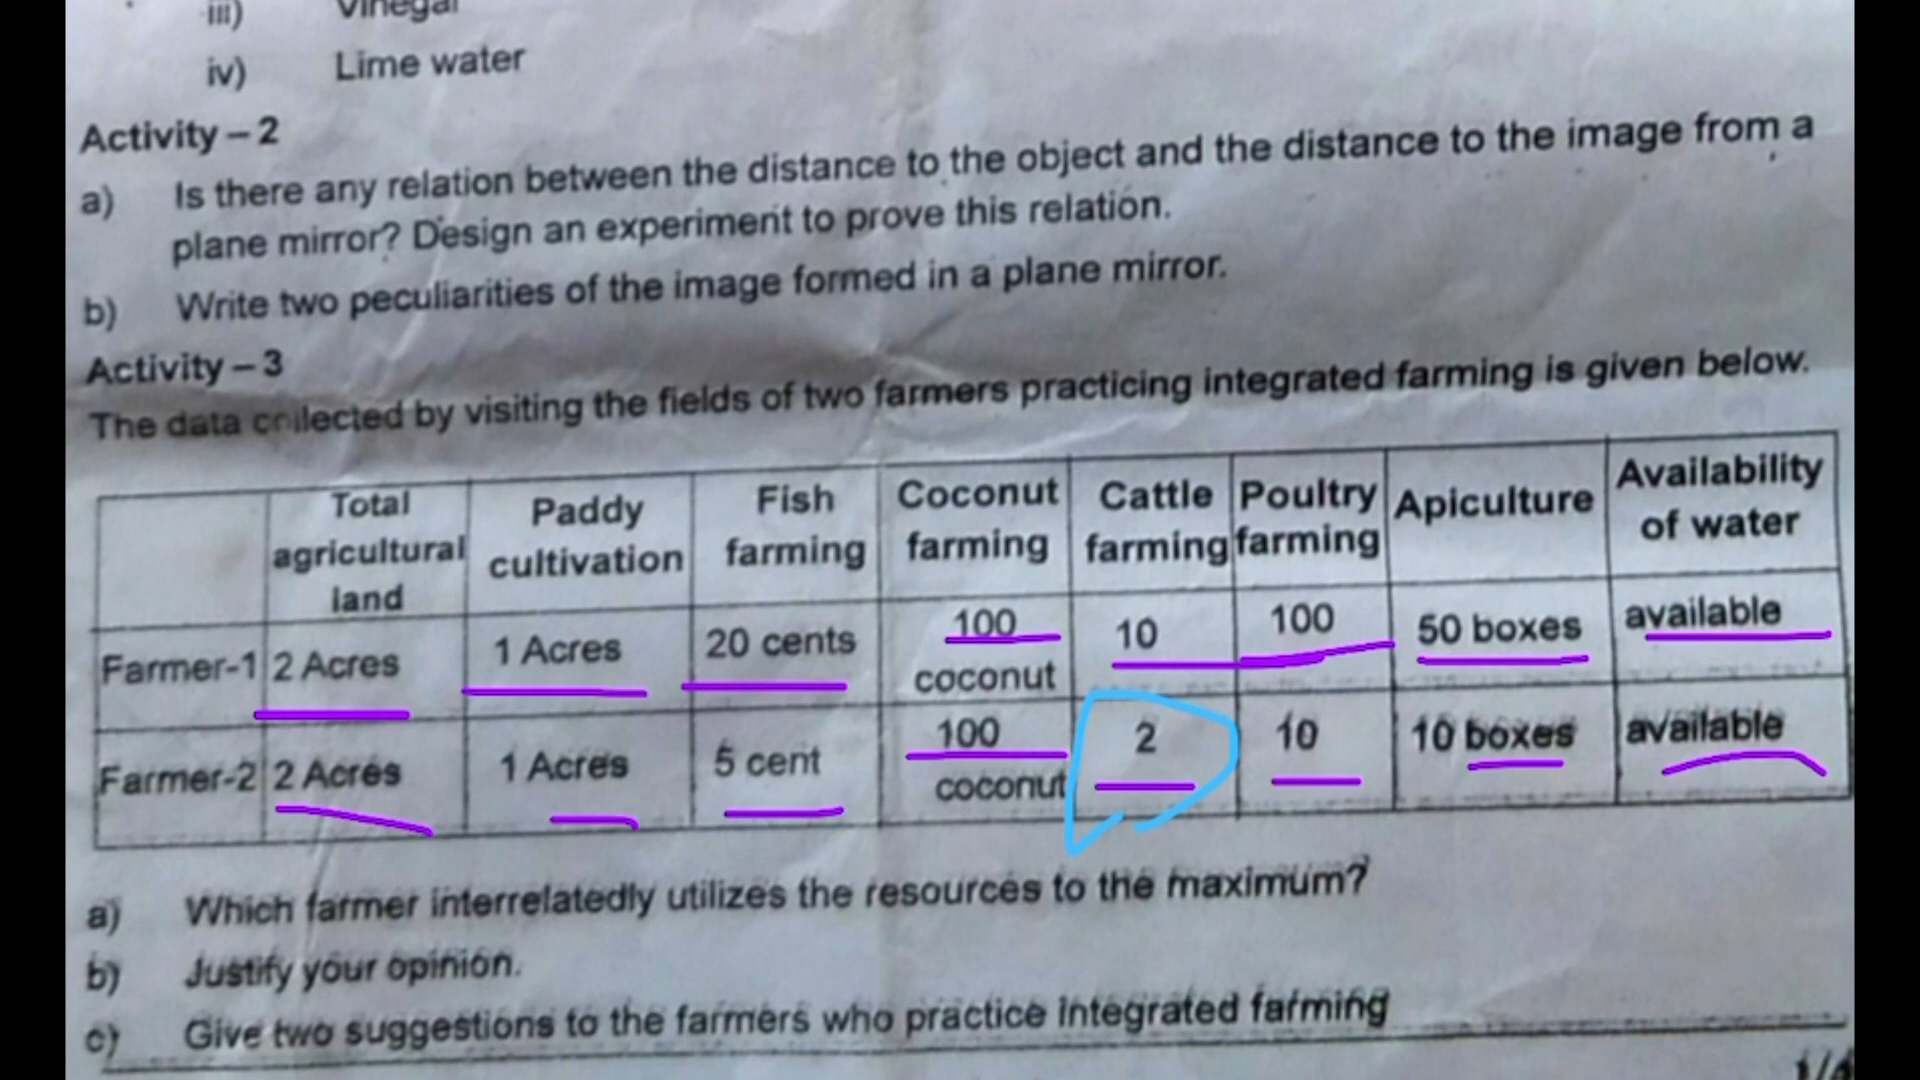 iii) Vinegar
iv) Lime water
Activity – 2
a) Is there any relation between the distance to the object and the distance to the image from a
plane mirror? Design an experiment to prove this relation.
b) Write two peculiarities of the image formed in a plane mirror.
Activity – 3
The data collected by visiting the fields of two farmers practicing integrated farming is given below.
Total agricultural land Paddy cultivation Fish farming Coconut farming Cattle farming Poultry farming Apiculture Availability of water
Farmer-1 2 Acres 1 Acres 20 cents 100 coconut 10 100 50 boxes available
Farmer-2 2 Acres 1 Acres 5 cent 100 coconut 2 10 10 boxes available
a) Which farmer interrelatedly utilizes the resources to the maximum?
b) Justify your opinion.
c) Give two suggestions to the farmers who practice integrated farming